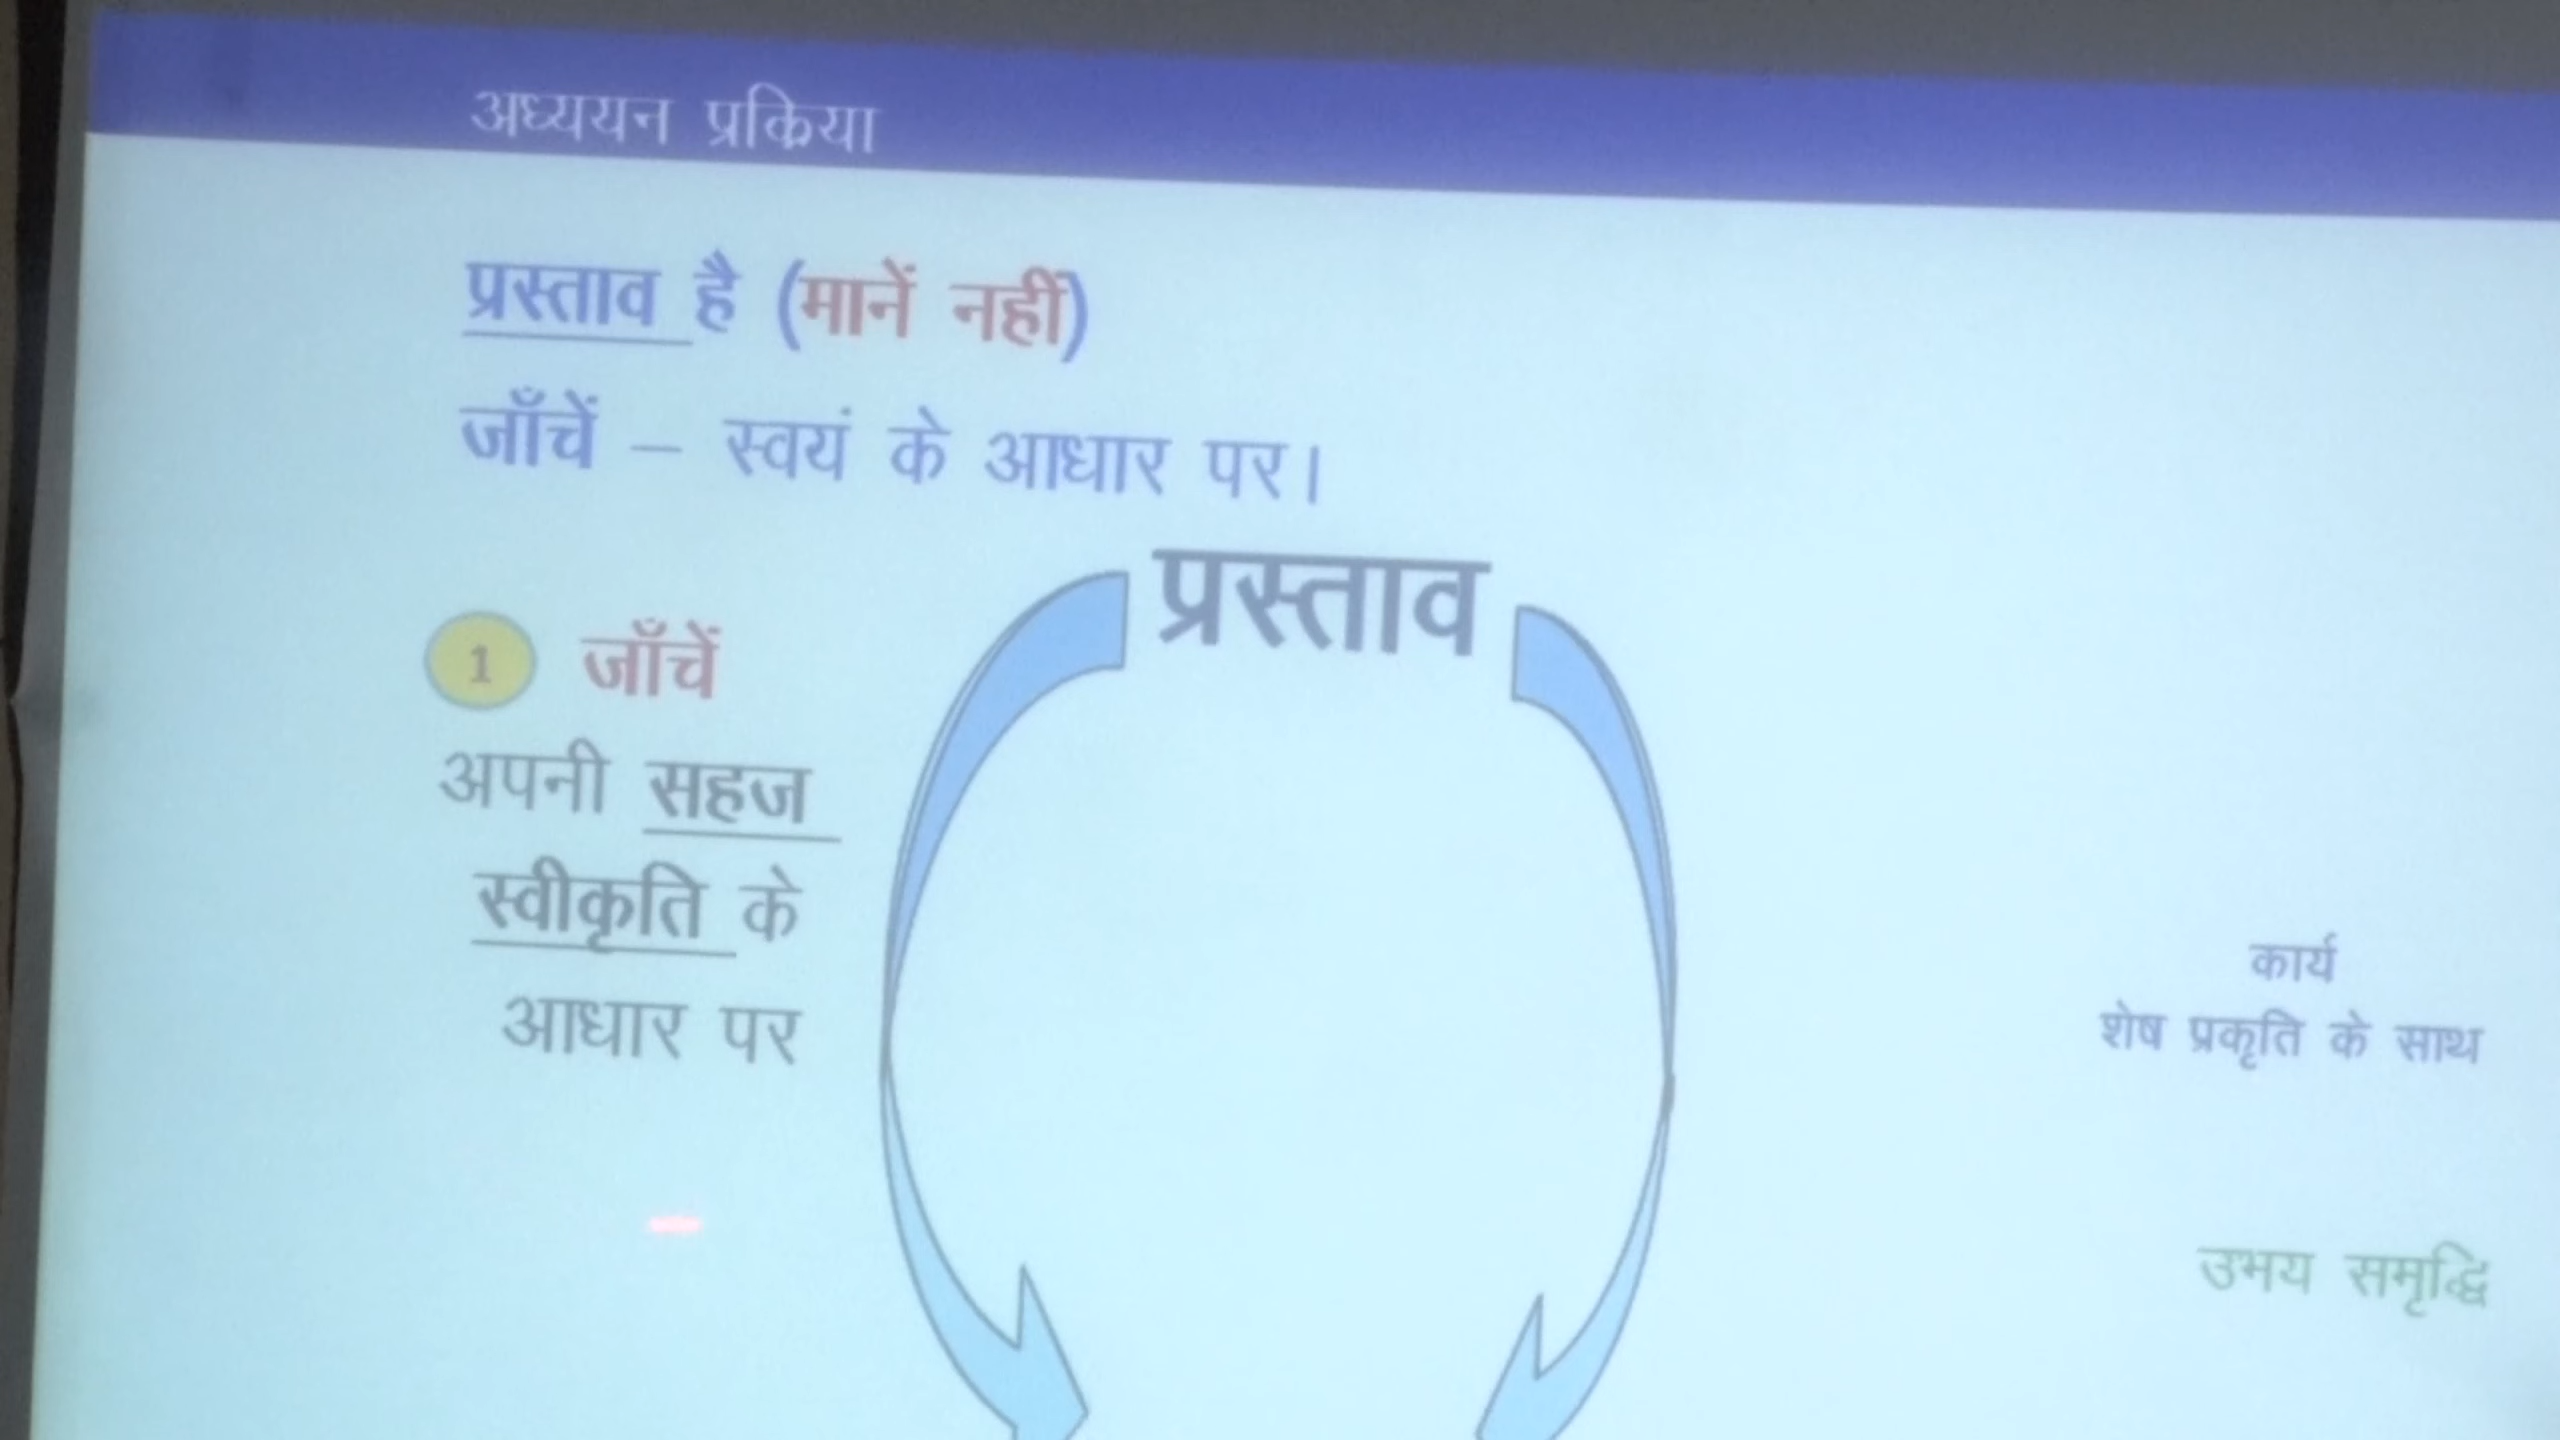 अध्ययन प्रक्रिया
प्रस्ताव है (मानें नहीं)
जाँचें – स्वयं के आधार पर।
प्रस्ताव
1 जाँचें
अपनी सहज
स्वीकृति के
आधार पर
कार्य
शेष प्रकृति के साथ
उभय समृद्धि